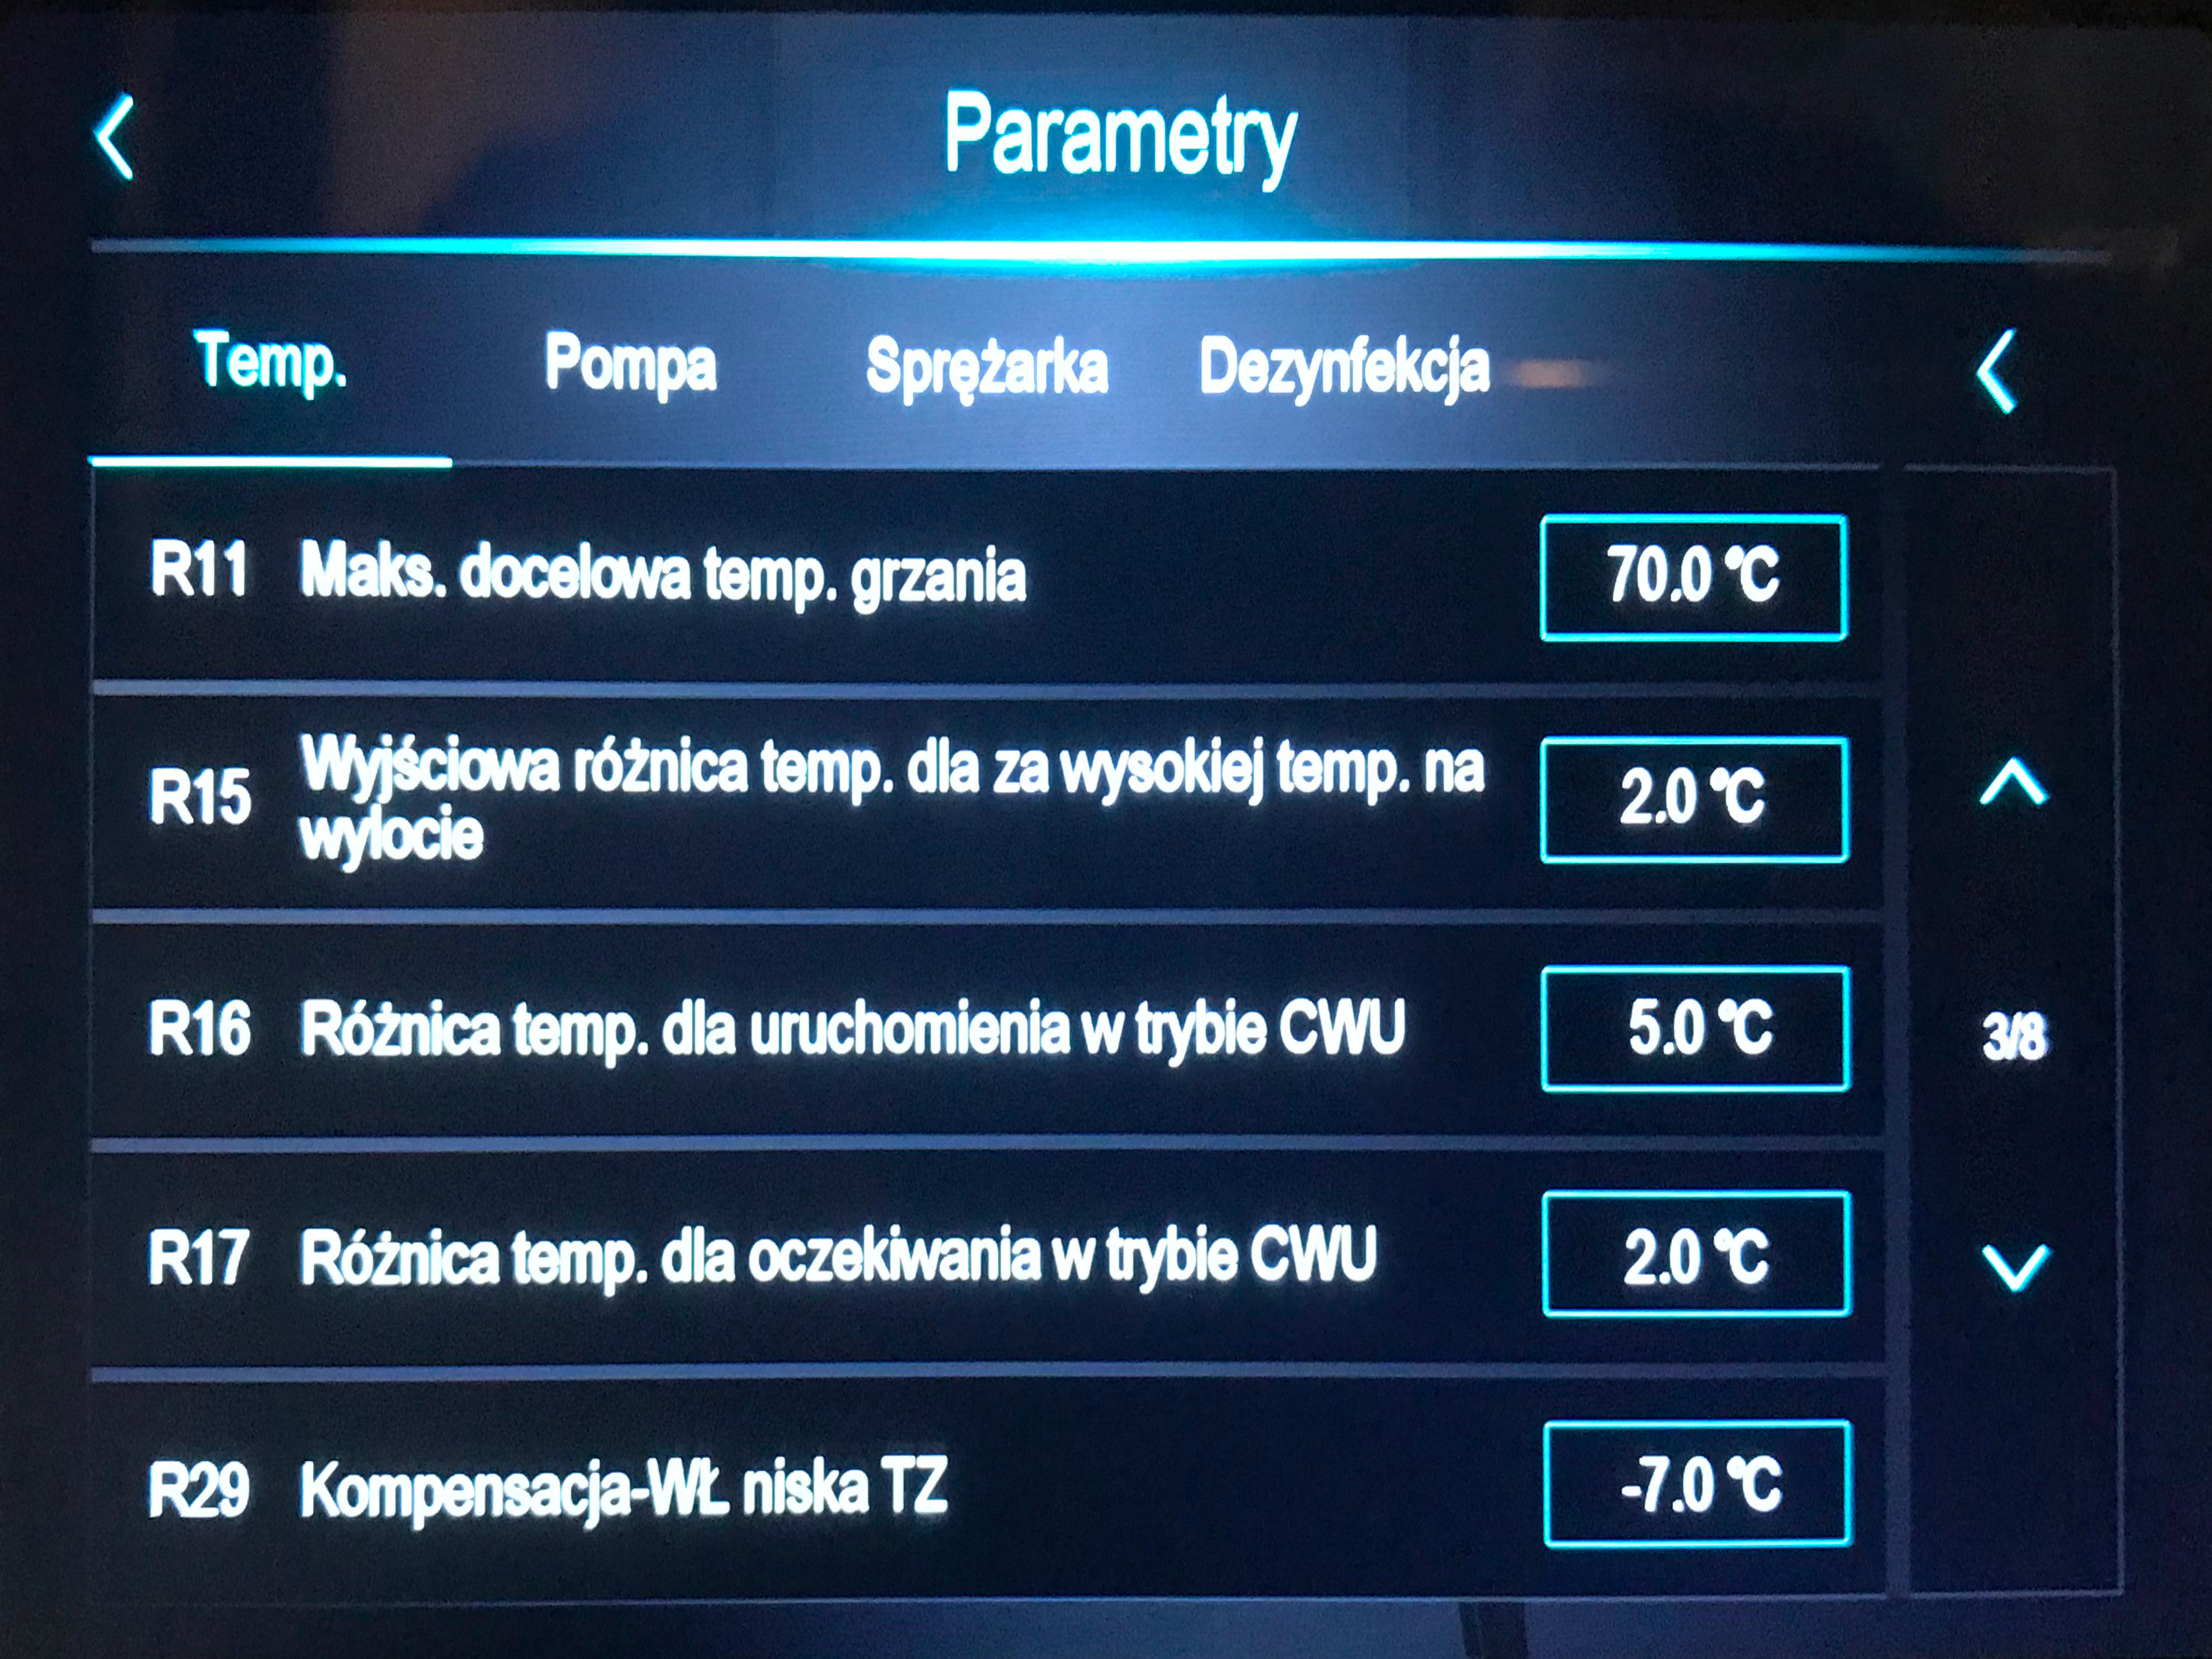 Parametry
Temp. Pompa Sprężarka Dezynfekcja
R11 Maks. docelowa temp. grzania 70.0 ℃
R15 Wyjściowa różnica temp. dla za wysokiej temp. na
wylocie 2.0 ℃
R16 Różnica temp. dla uruchomienia w trybie CWU 5.0 ℃
3/8
R17 Różnica temp. dla oczekiwania w trybie CWU 2.0 ℃
R29 Kompensacja-WŁ niska TZ -7.0 ℃